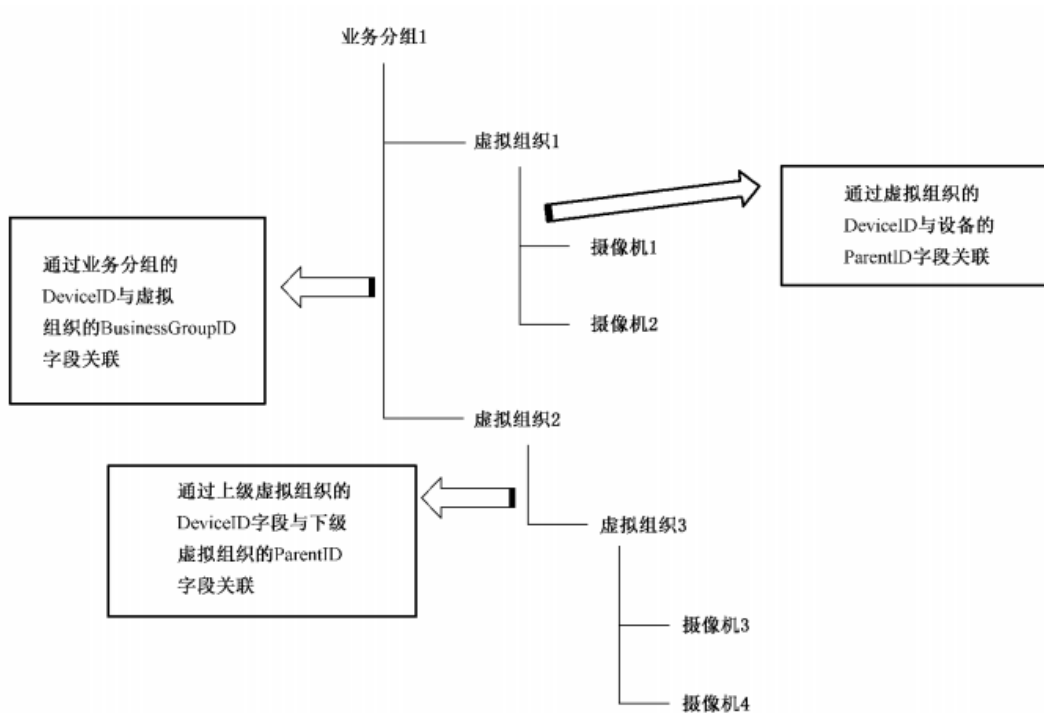 业务分组1
虚拟组织1
通过虚拟组织的
DeviceID与设备的
ParentID字段关联
摄像机1
摄像机2
通过业务分组的
DeviceID与虚拟
组织的BusinessGroupID
字段关联
虚拟组织2
通过上级虚拟组织的
DeviceID字段与下级
虚拟组织的ParentID
字段关联
虚拟组织3
摄像机3
摄像机4